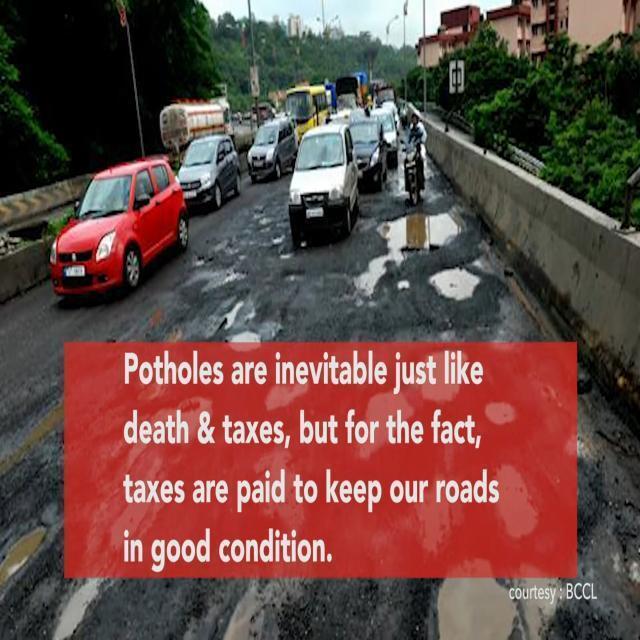 Potholes are inevitable just like
death & taxes, but for the fact,
taxes are paid to keep our roads
in good condition.
courtesy : BCCL